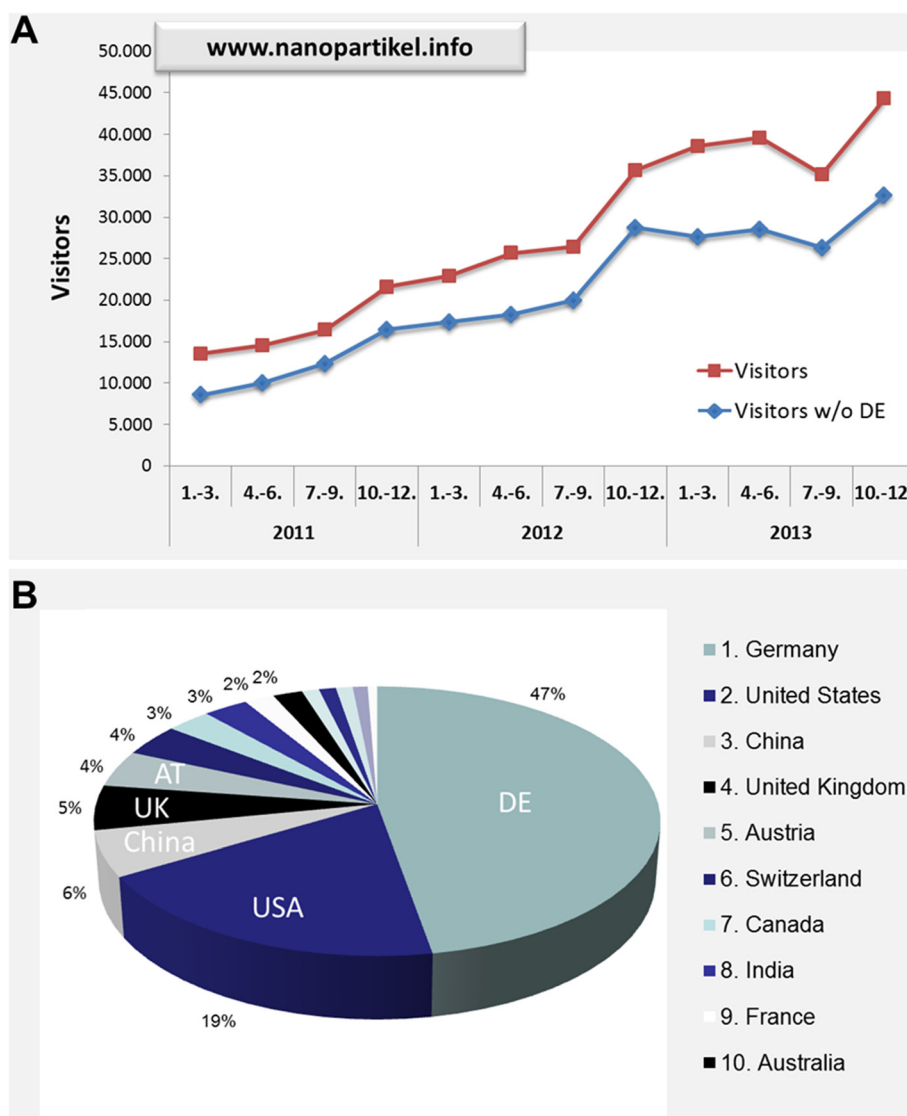 A
www.nanopartikel.info
50.000
45.000
40.000
35.000
30.000
25.000
20.000
15.000
10.000
5.000
0
Visitors
Visitors
Visitors w/o DE
1.-3. 4.-6. 7.-9. 10.-12. 1.-3. 4.-6. 7.-9. 10.-12. 1.-3. 4.-6. 7.-9. 10.-12
2011 2012 2013
B
47%
19%
6%
5%
4%
4%
3%
3%
2%
2%
DE
USA
China
UK
AT
1. Germany
2. United States
3. China
4. United Kingdom
5. Austria
6. Switzerland
7. Canada
8. India
9. France
10. Australia